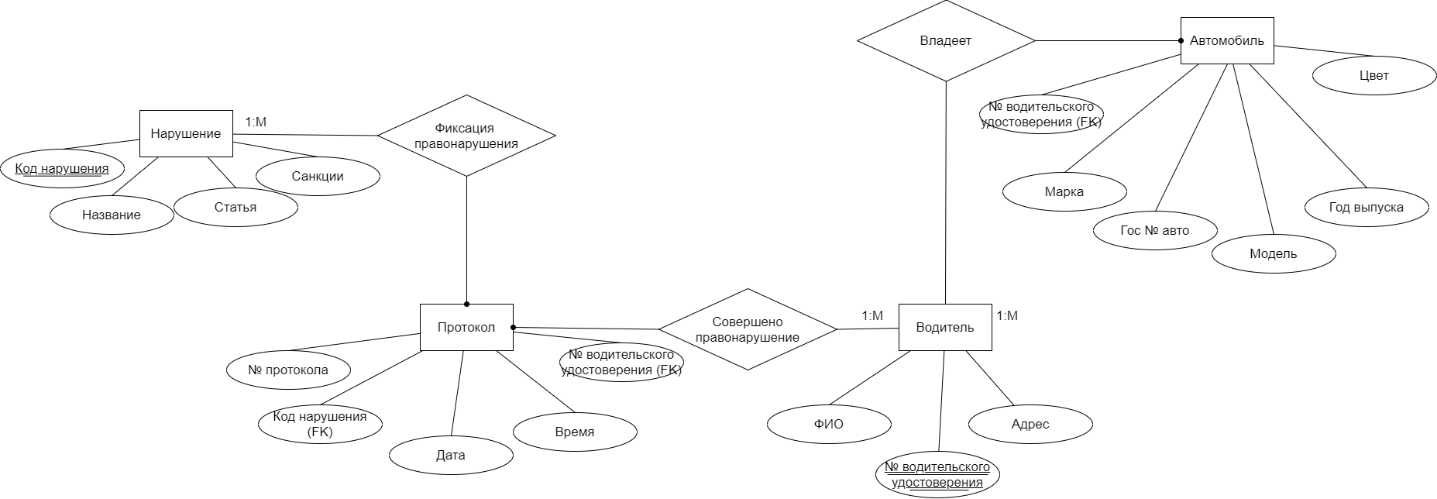 Владеет
Автомобиль
Цвет
№ водительского
удостоверения (FK)
Марка
Гос № авто
Модель
Год выпуска
1:M
Нарушение
Фиксация
правонарушения
Код нарушения
Название
Статья
Санкции
Протокол
Совершено
правонарушение
1:M
Водитель
1:M
№ протокола
Код нарушения
(FK)
Дата
Время
№ водительского
удостоверения (FK)
ФИО
№ водительского
удостоверения
Адрес